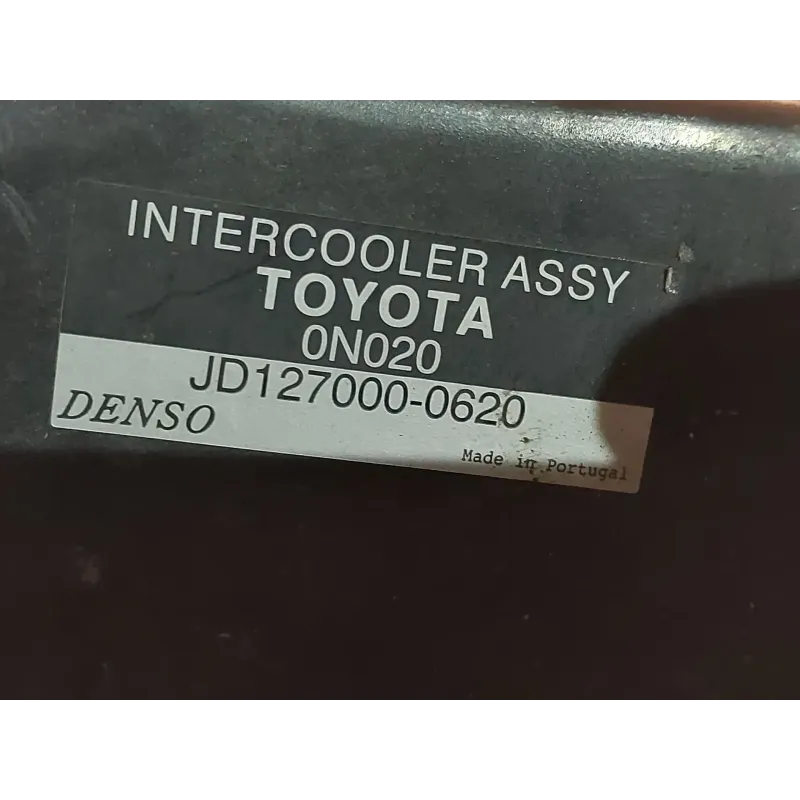 INTERCOOLER ASSY
TOYOTA
0N020
JD127000-0620
DENSO
Made in Portugal